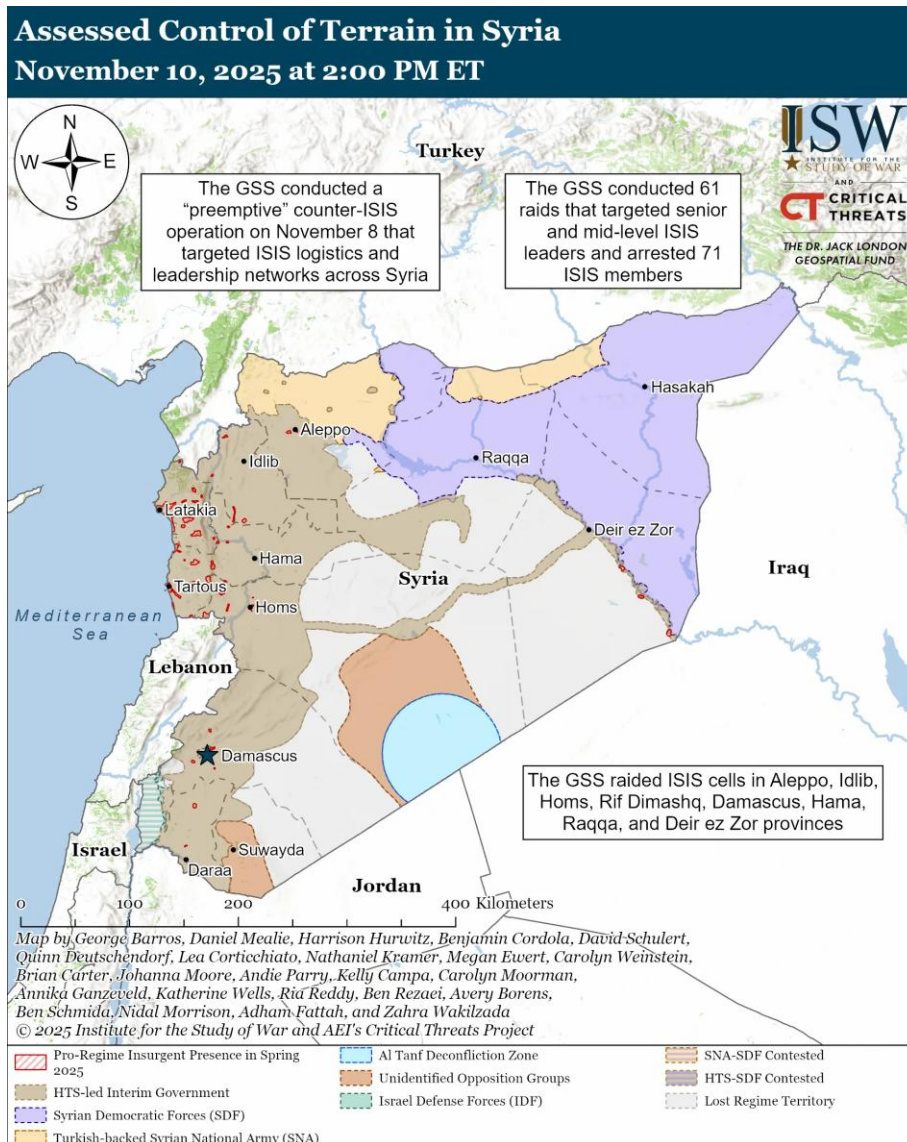 Assessed Control of Terrain in Syria
November 10, 2025 at 2:00 PM ET
N
W
E
S
Turkey
ISW
INSTITUTE FOR THE
STUDY OF WAR
AND
CT CRITICAL
THREATS
THE DR. JACK LONDON
GEOSPATIAL FUND
The GSS conducted a
“preemptive” counter-ISIS
operation on November 8 that
targeted ISIS logistics and
leadership networks across Syria
The GSS conducted 61
raids that targeted senior
and mid-level ISIS
leaders and arrested 71
ISIS members
Hasakah
Aleppo
Idlib
Raqqa
Latakia
Deir ez Zor
Hama
Syria
Iraq
Tartous
Homs
Mediterranean
Sea
Lebanon
Damascus
The GSS raided ISIS cells in Aleppo, Idlib,
Homs, Rif Dimashq, Damascus, Hama,
Raqqa, and Deir ez Zor provinces
Israel
Suwayda
Daraa
Jordan
0 100 200 400 Kilometers
Map by George Barros, Daniel Mealie, Harrison Hurwitz, Benjamin Cordola, David Schulert,
Quinn Deutschendorf, Lea Corticchiato, Nathaniel Kramer, Megan Ewert, Carolyn Weinstein,
Brian Carter, Johanna Moore, Andie Parry, Kelly Campa, Carolyn Moorman,
Annika Ganzeveld, Katherine Wells, Ria Reddy, Ben Rezaei, Avery Borens,
Ben Schmida, Nidal Morrison, Adham Fattah, and Zahra Wakilzada
© 2025 Institute for the Study of War and AEI's Critical Threats Project
Pro-Regime Insurgent Presence in Spring
2025
HTS-led Interim Government
Syrian Democratic Forces (SDF)
Turkish-backed Syrian National Army (SNA)
Al Tanf Deconfliction Zone
Unidentified Opposition Groups
Israel Defense Forces (IDF)
SNA-SDF Contested
HTS-SDF Contested
Lost Regime Territory